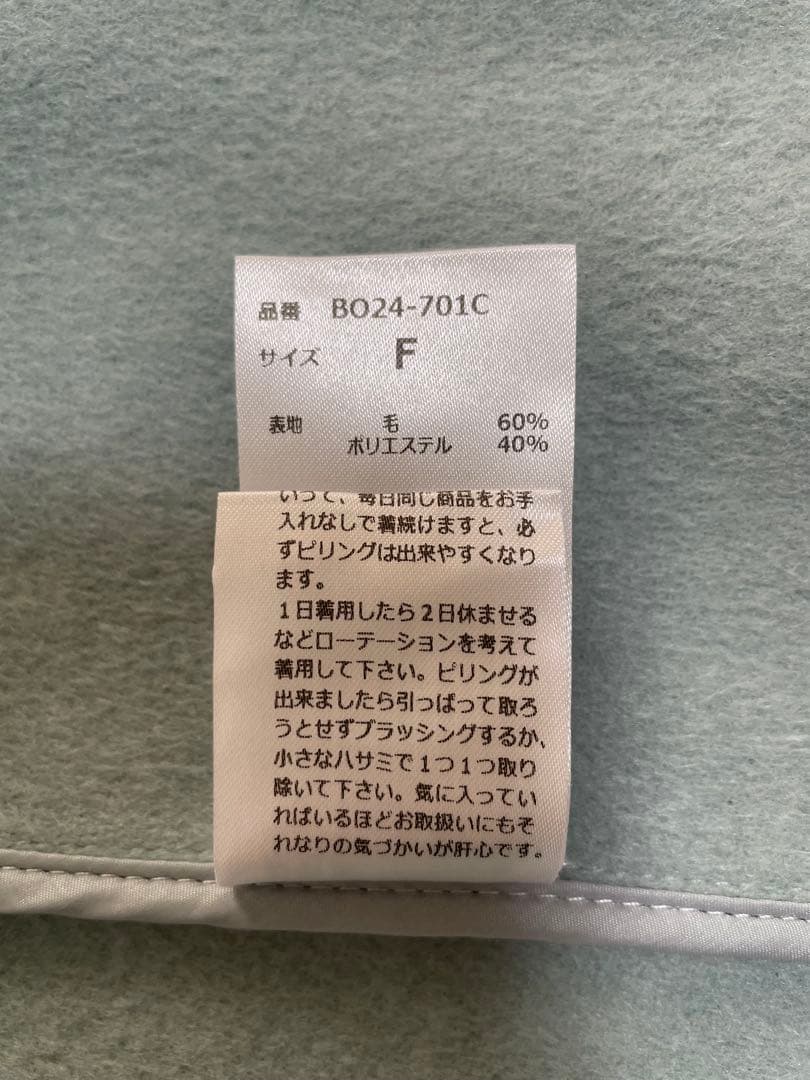 品番 BO24-701C
サイズ F
表地 毛 60%
ポリエステル 40%
いって、毎日同じ商品をお手
入れなしで着続けますと、必
ずピリングは出来やすくなり
ます。
1日着用したら2日休ませる
などローテーションを考えて
着用して下さい。ピリングが
出来ましたら引っぱって取ろ
うとせずブラッシングするか、
小さなハサミで1つ1つ取り
除いて下さい。気に入ってい
ればいるほどお取扱いにもそ
れなりの気づかいが肝心です。